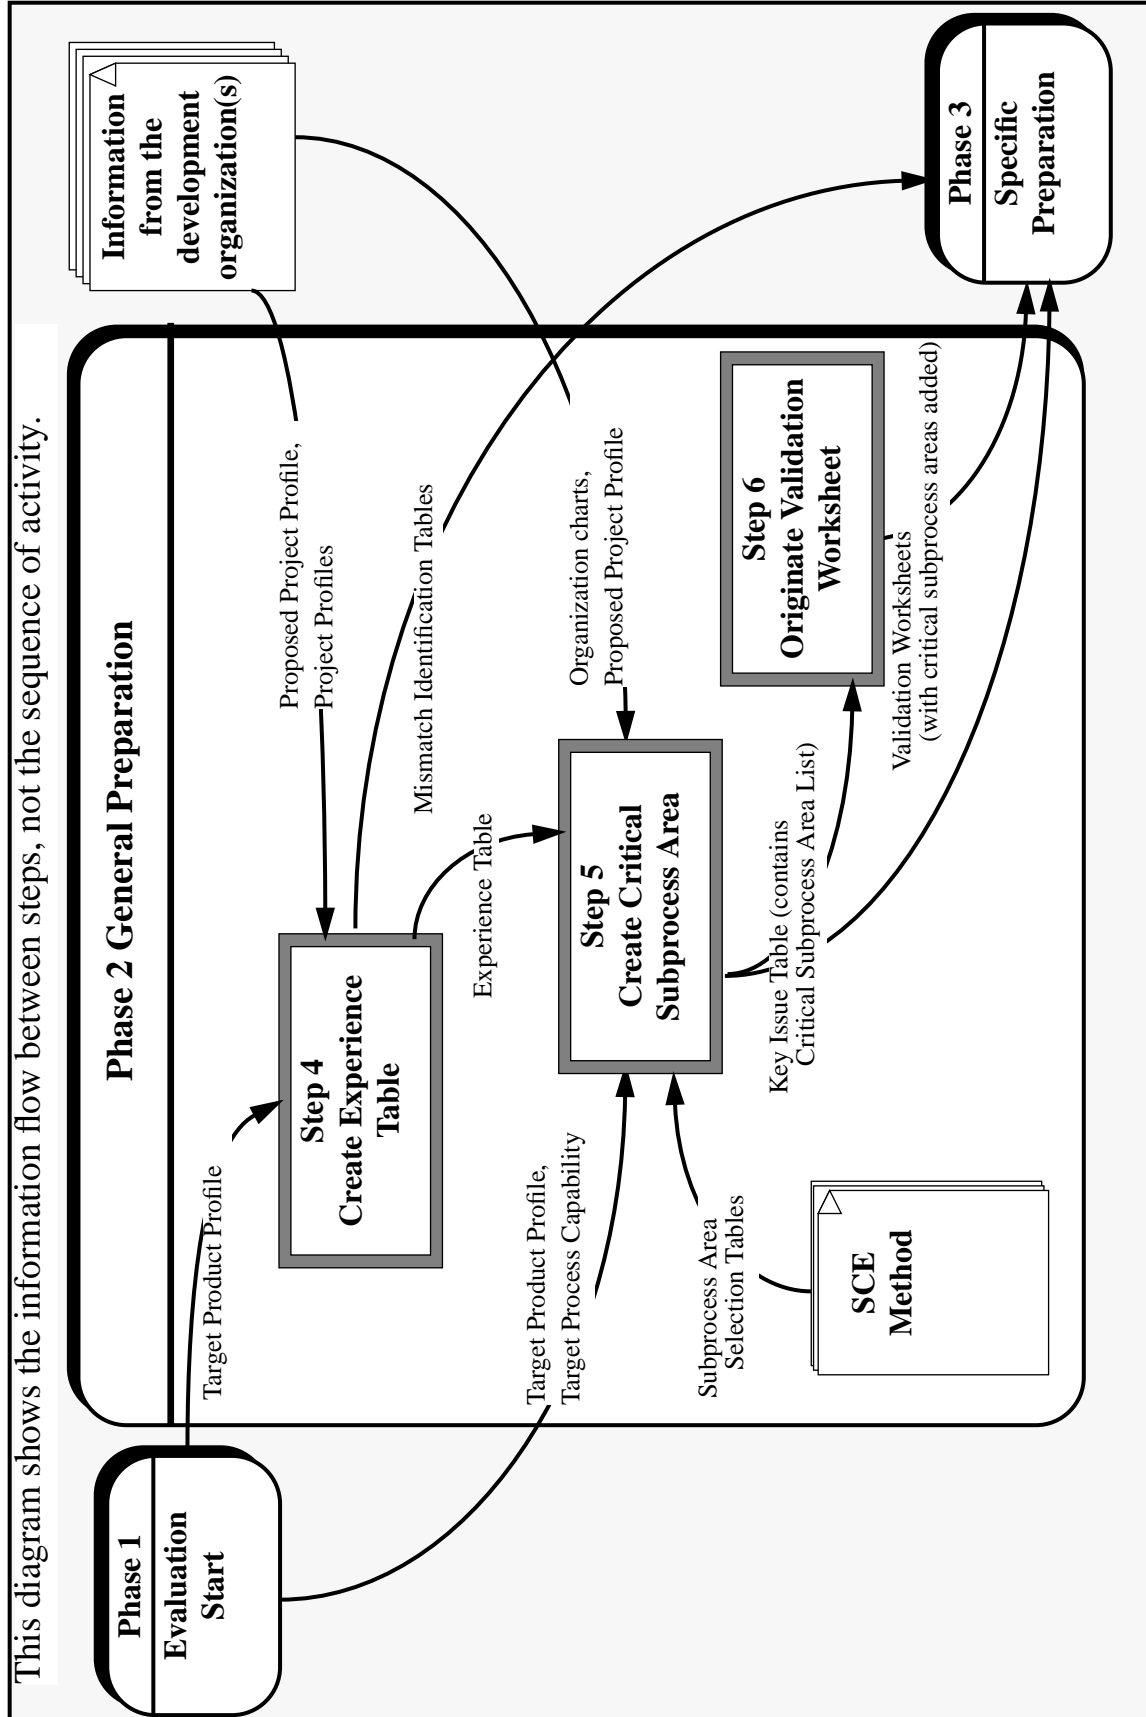 This diagram shows the information flow between steps, not the sequence of activity.
Phase 1
Evaluation
Start
Phase 2 General Preparation
Information
from the
development
organization(s)
Target Product Profile
Step 4
Create Experience
Table
Proposed Project Profile,
Project Profiles
Mismatch Identification Tables
Experience Table
Target Product Profile,
Target Process Capability
Step 5
Create Critical
Subprocess Area
Organization charts,
Proposed Project Profile
Subprocess Area
Selection Tables
SCE
Method
Key Issue Table (contains
Critical Subprocess Area List)
Step 6
Originate Validation
Worksheet
Validation Worksheets
(with critical subprocess areas added)
Phase 3
Specific
Preparation